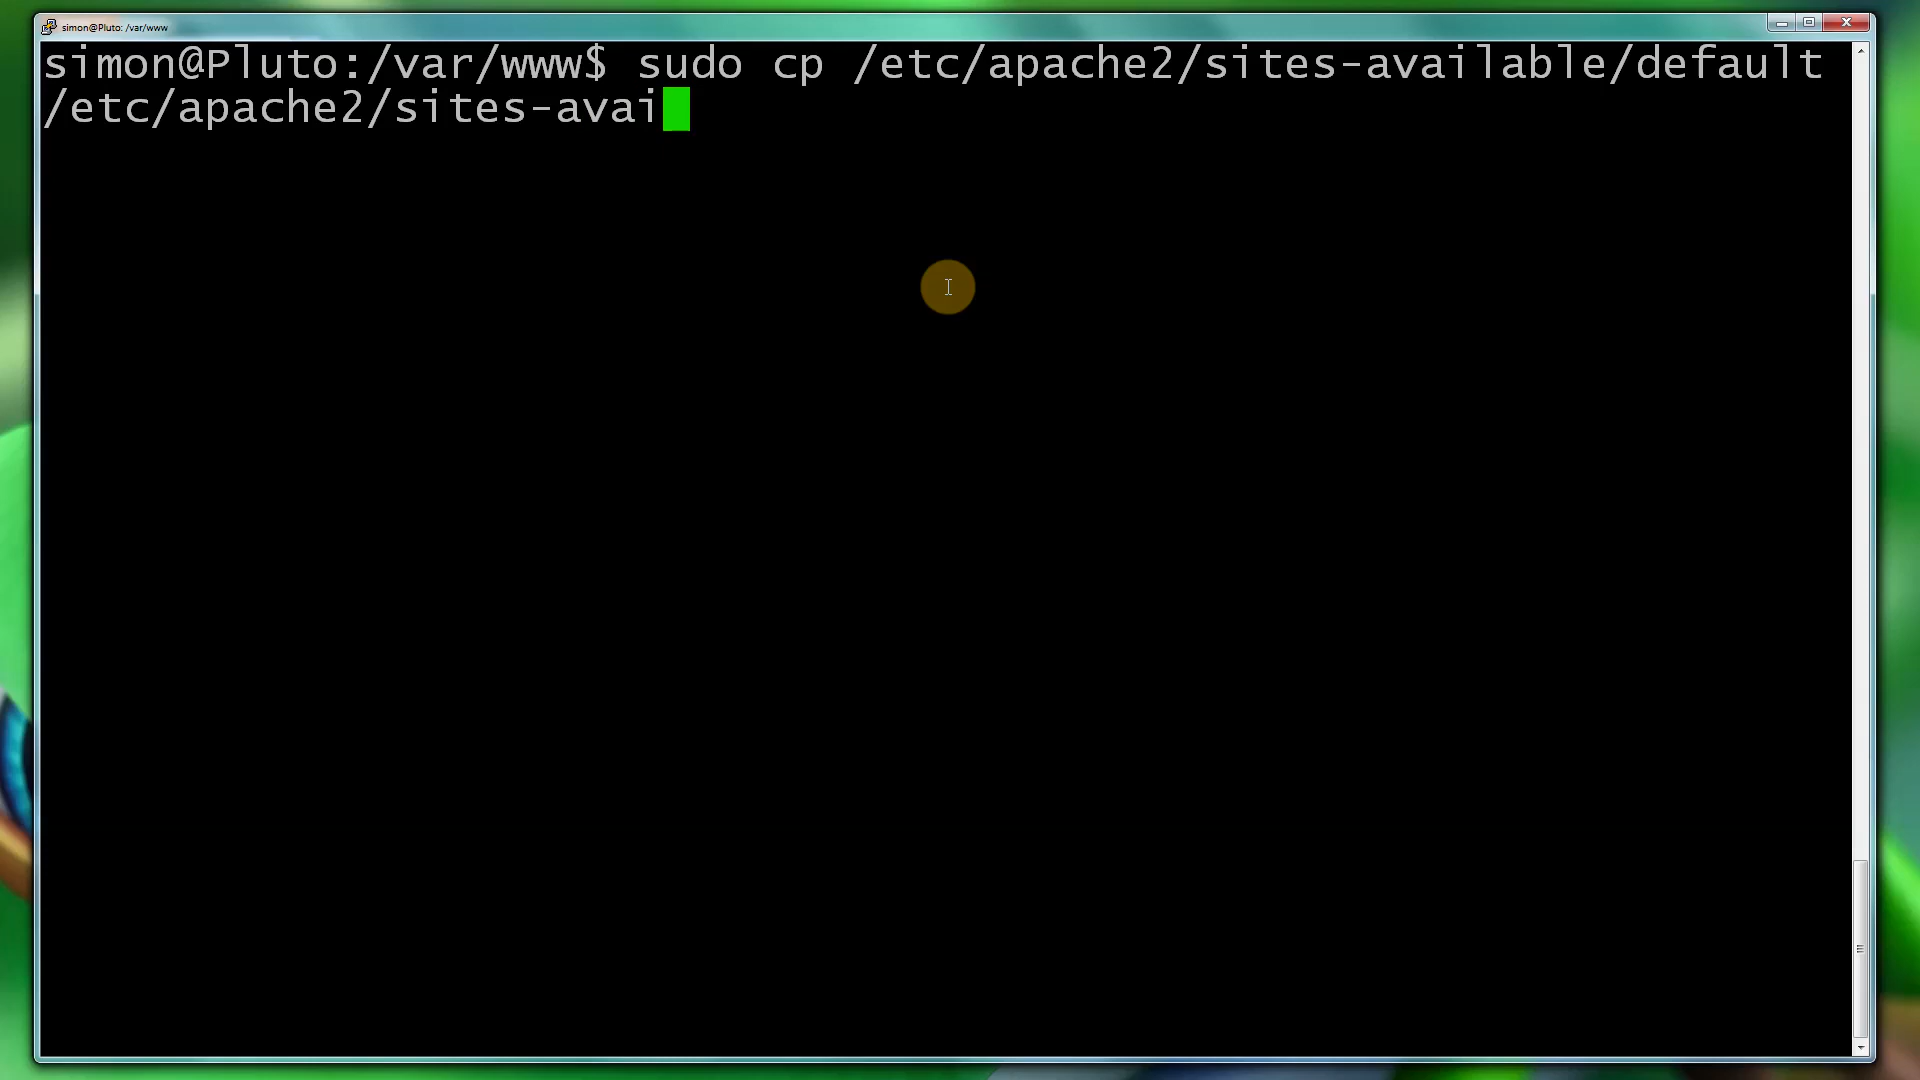 simon@Pluto: /var/www
simon@Pluto:/var/www$ sudo cp /etc/apache2/sites-available/default
/etc/apache2/sites-avai